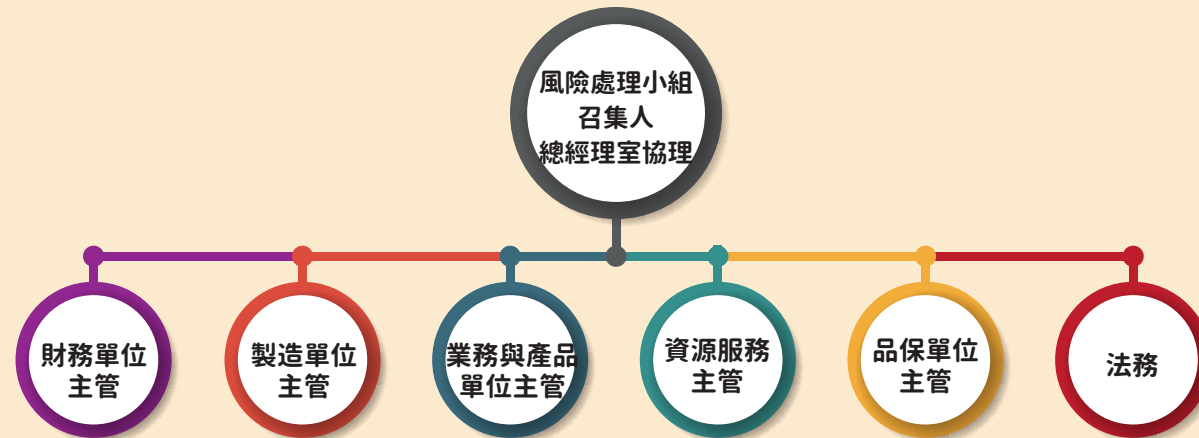 風險處理小組
召集人
總經理室協理
財務單位
主管
製造單位
主管
業務與產品
單位主管
資源服務
主管
品保單位
主管
法務